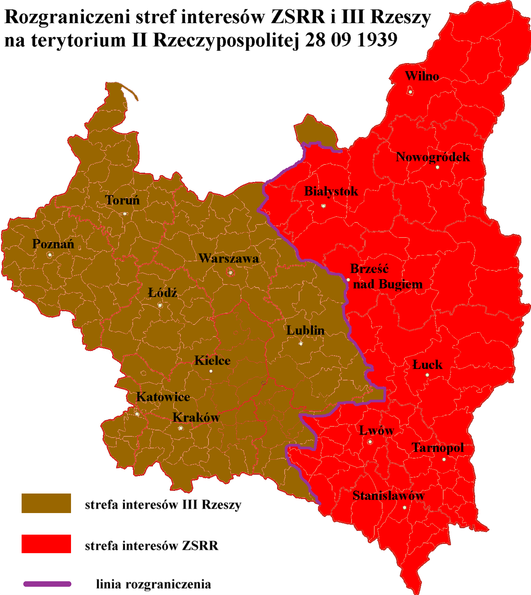 Rozgraniczeni stref interesów ZSRR i III Rzeszy
na terytorium II Rzeczypospolitej 28 09 1939
Wilno
Nowogródek
Białystok
Toruń
Poznań
Warszawa
Brześć
nad Bugiem
Łódź
Lublin
Kielce
Łuck
Katowice
Kraków
Lwów
Tarnopol
Stanisławów
strefa interesów III Rzeszy
strefa interesów ZSRR
linia rozgraniczenia